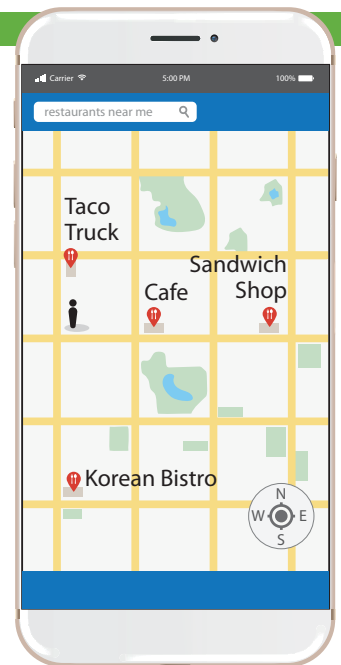 Carrier 5:00 PM 100%
restaurants near me
Taco
Truck
Sandwich
Shop
Cafe
Korean Bistro
N
W E
S